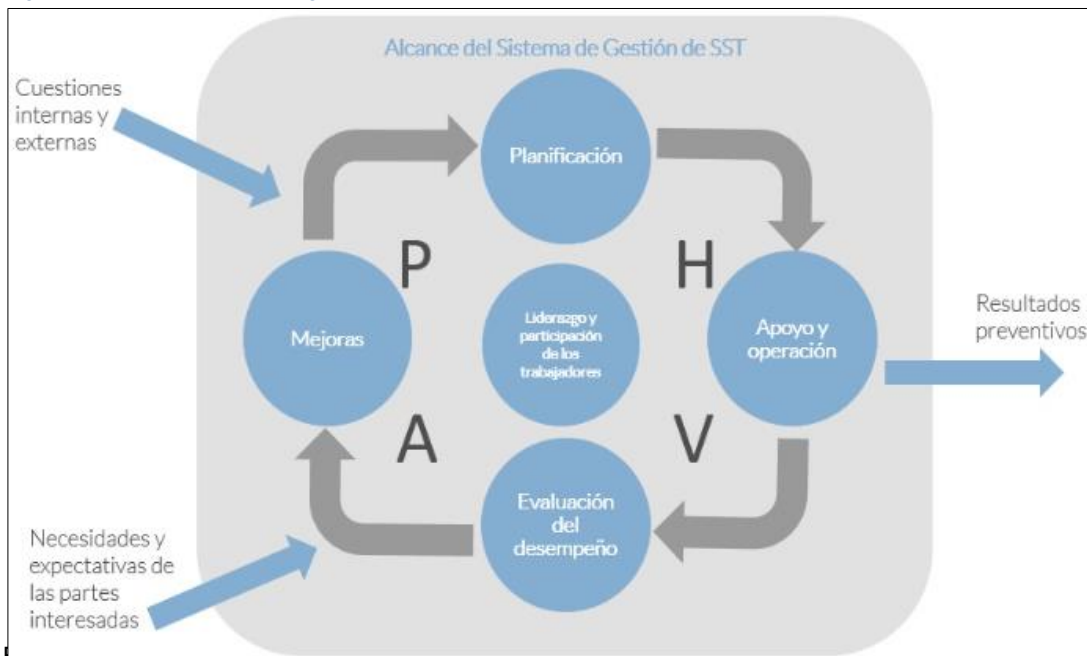 Alcance del Sistema de Gestión de SST
Cuestiones
internas y
externas
Planificación
P
H
Mejoras
Liderazgo y
participación
de los
trabajadores
Apoyo y
operación
Resultados
preventivos
A
V
Evaluación
del
desempeño
Necesidades y
expectativas de
las partes
interesadas